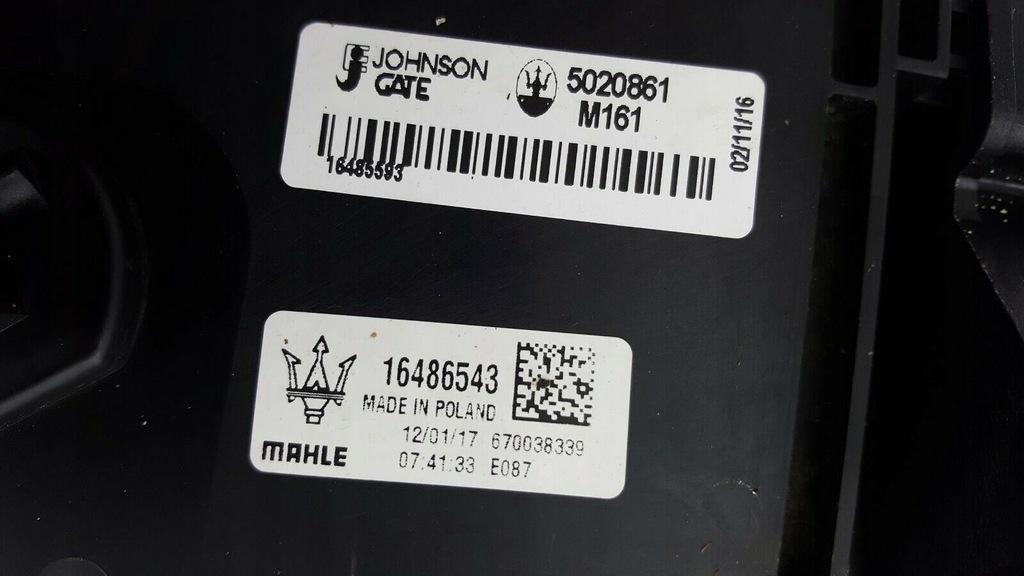 JOHNSON
GATE
5020861
M161
02/11/16
16485593
16486543
MADE IN POLAND
12/01/17 670038339
MAHLE
07:41:33 E087